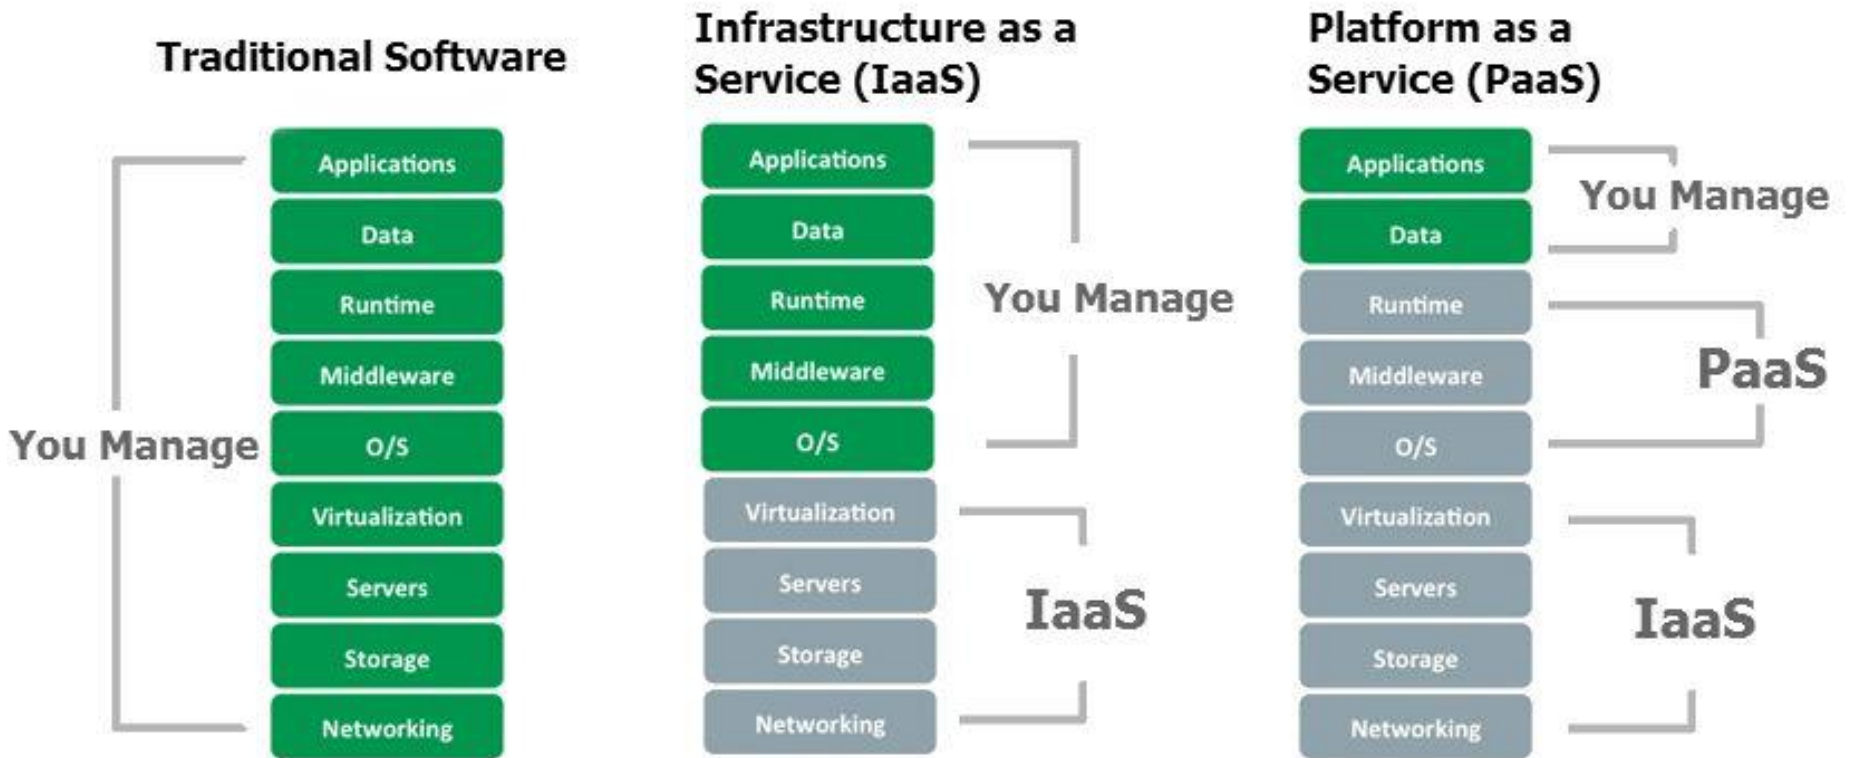 Traditional Software
You Manage
Applications
Data
Runtime
Middleware
O/S
Virtualization
Servers
Storage
Networking
Infrastructure as a
Service (IaaS)
Applications
Data
Runtime
Middleware
O/S
Virtualization
Servers
Storage
Networking
You Manage
IaaS
Platform as a
Service (PaaS)
Applications
Data
Runtime
Middleware
O/S
Virtualization
Servers
Storage
Networking
You Manage
PaaS
IaaS